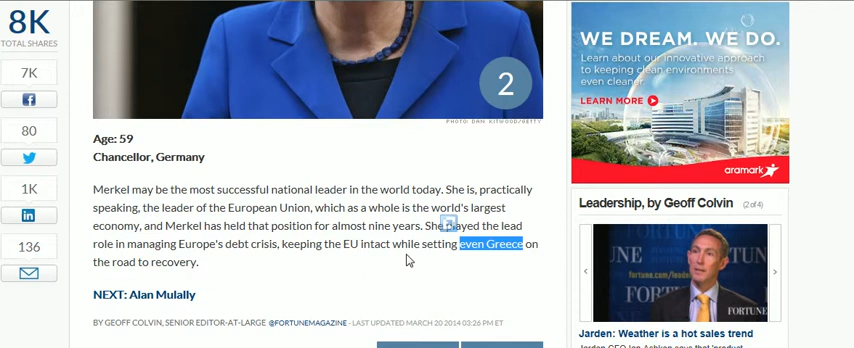 8K
TOTAL SHARES
7K
80
1K
136
2
PHOTO: DAN KITWOOD/GETTY
Age: 59
Chancellor, Germany
Merkel may be the most successful national leader in the world today. She is, practically
speaking, the leader of the European Union, which as a whole is the world's largest
economy, and Merkel has held that position for almost nine years. She played the lead
role in managing Europe's debt crisis, keeping the EU intact while setting even Greece on
the road to recovery.
NEXT: Alan Mulally
BY GEOFF COLVIN, SENIOR EDITOR-AT-LARGE @FORTUNEMAGAZINE - LAST UPDATED MARCH 20 2014 03:26 PM ET
WE DREAM. WE DO.
Learn about our innovative approach
to keeping clean environments
even cleaner.
LEARN MORE
aramark
Leadership, by Geoff Colvin (2 of 4)
FORTUNE
fortune.com/leade
FOR
FORTUNE
Jarden: Weather is a hot sales trend